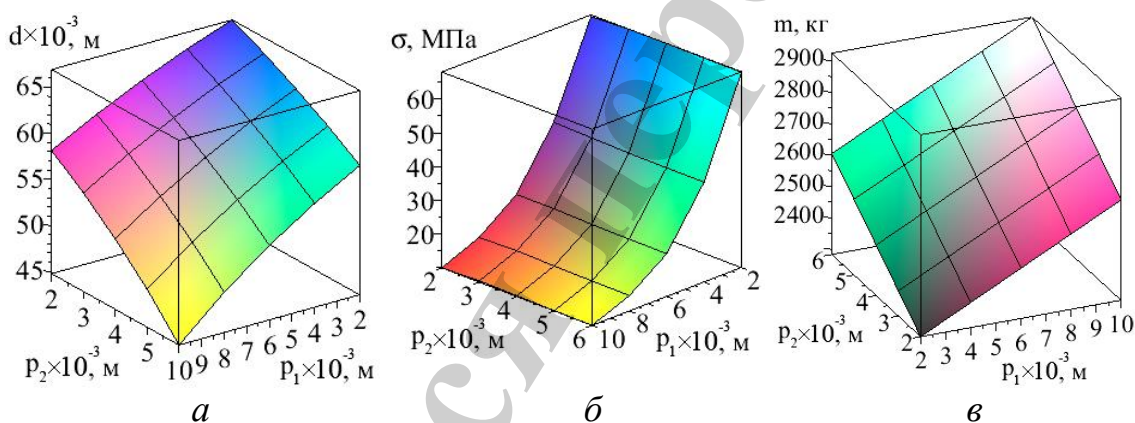 d×10⁻³, м
65
60
55
50
45
2 3 4 5 6
p₂×10⁻³, м
10 9 8 7 6 5 4 3 2
p₁×10⁻³, м
а
σ, МПа
60
50
40
30
20
2 3 4 5 6
p₂×10⁻³, м
10 8 6 4 2
p₁×10⁻³, м
б
m, кг
2900
2800
2700
2600
2500
2400
6 5 4 3 2
p₂×10⁻³, м
2 3 4 5 6 7 8 9 10
p₁×10⁻³, м
в